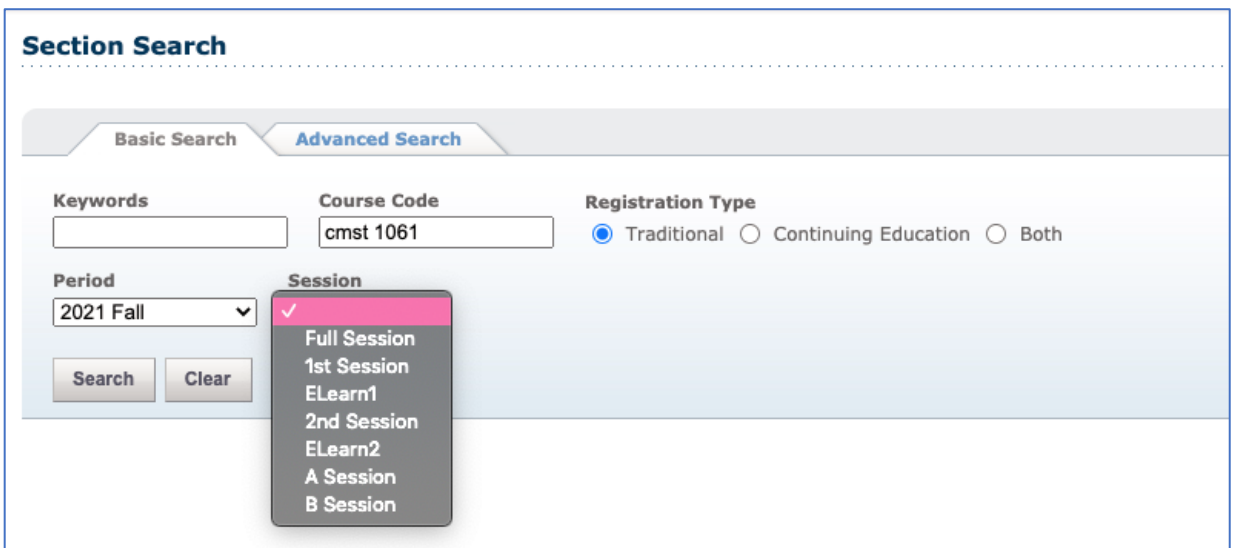 Section Search
Basic Search Advanced Search
Keywords Course Code Registration Type
cmst 1061 Traditional Continuing Education Both
Period Session
2021 Fall
Full Session
1st Session
Search Clear ELearn1
2nd Session
ELearn2
A Session
B Session